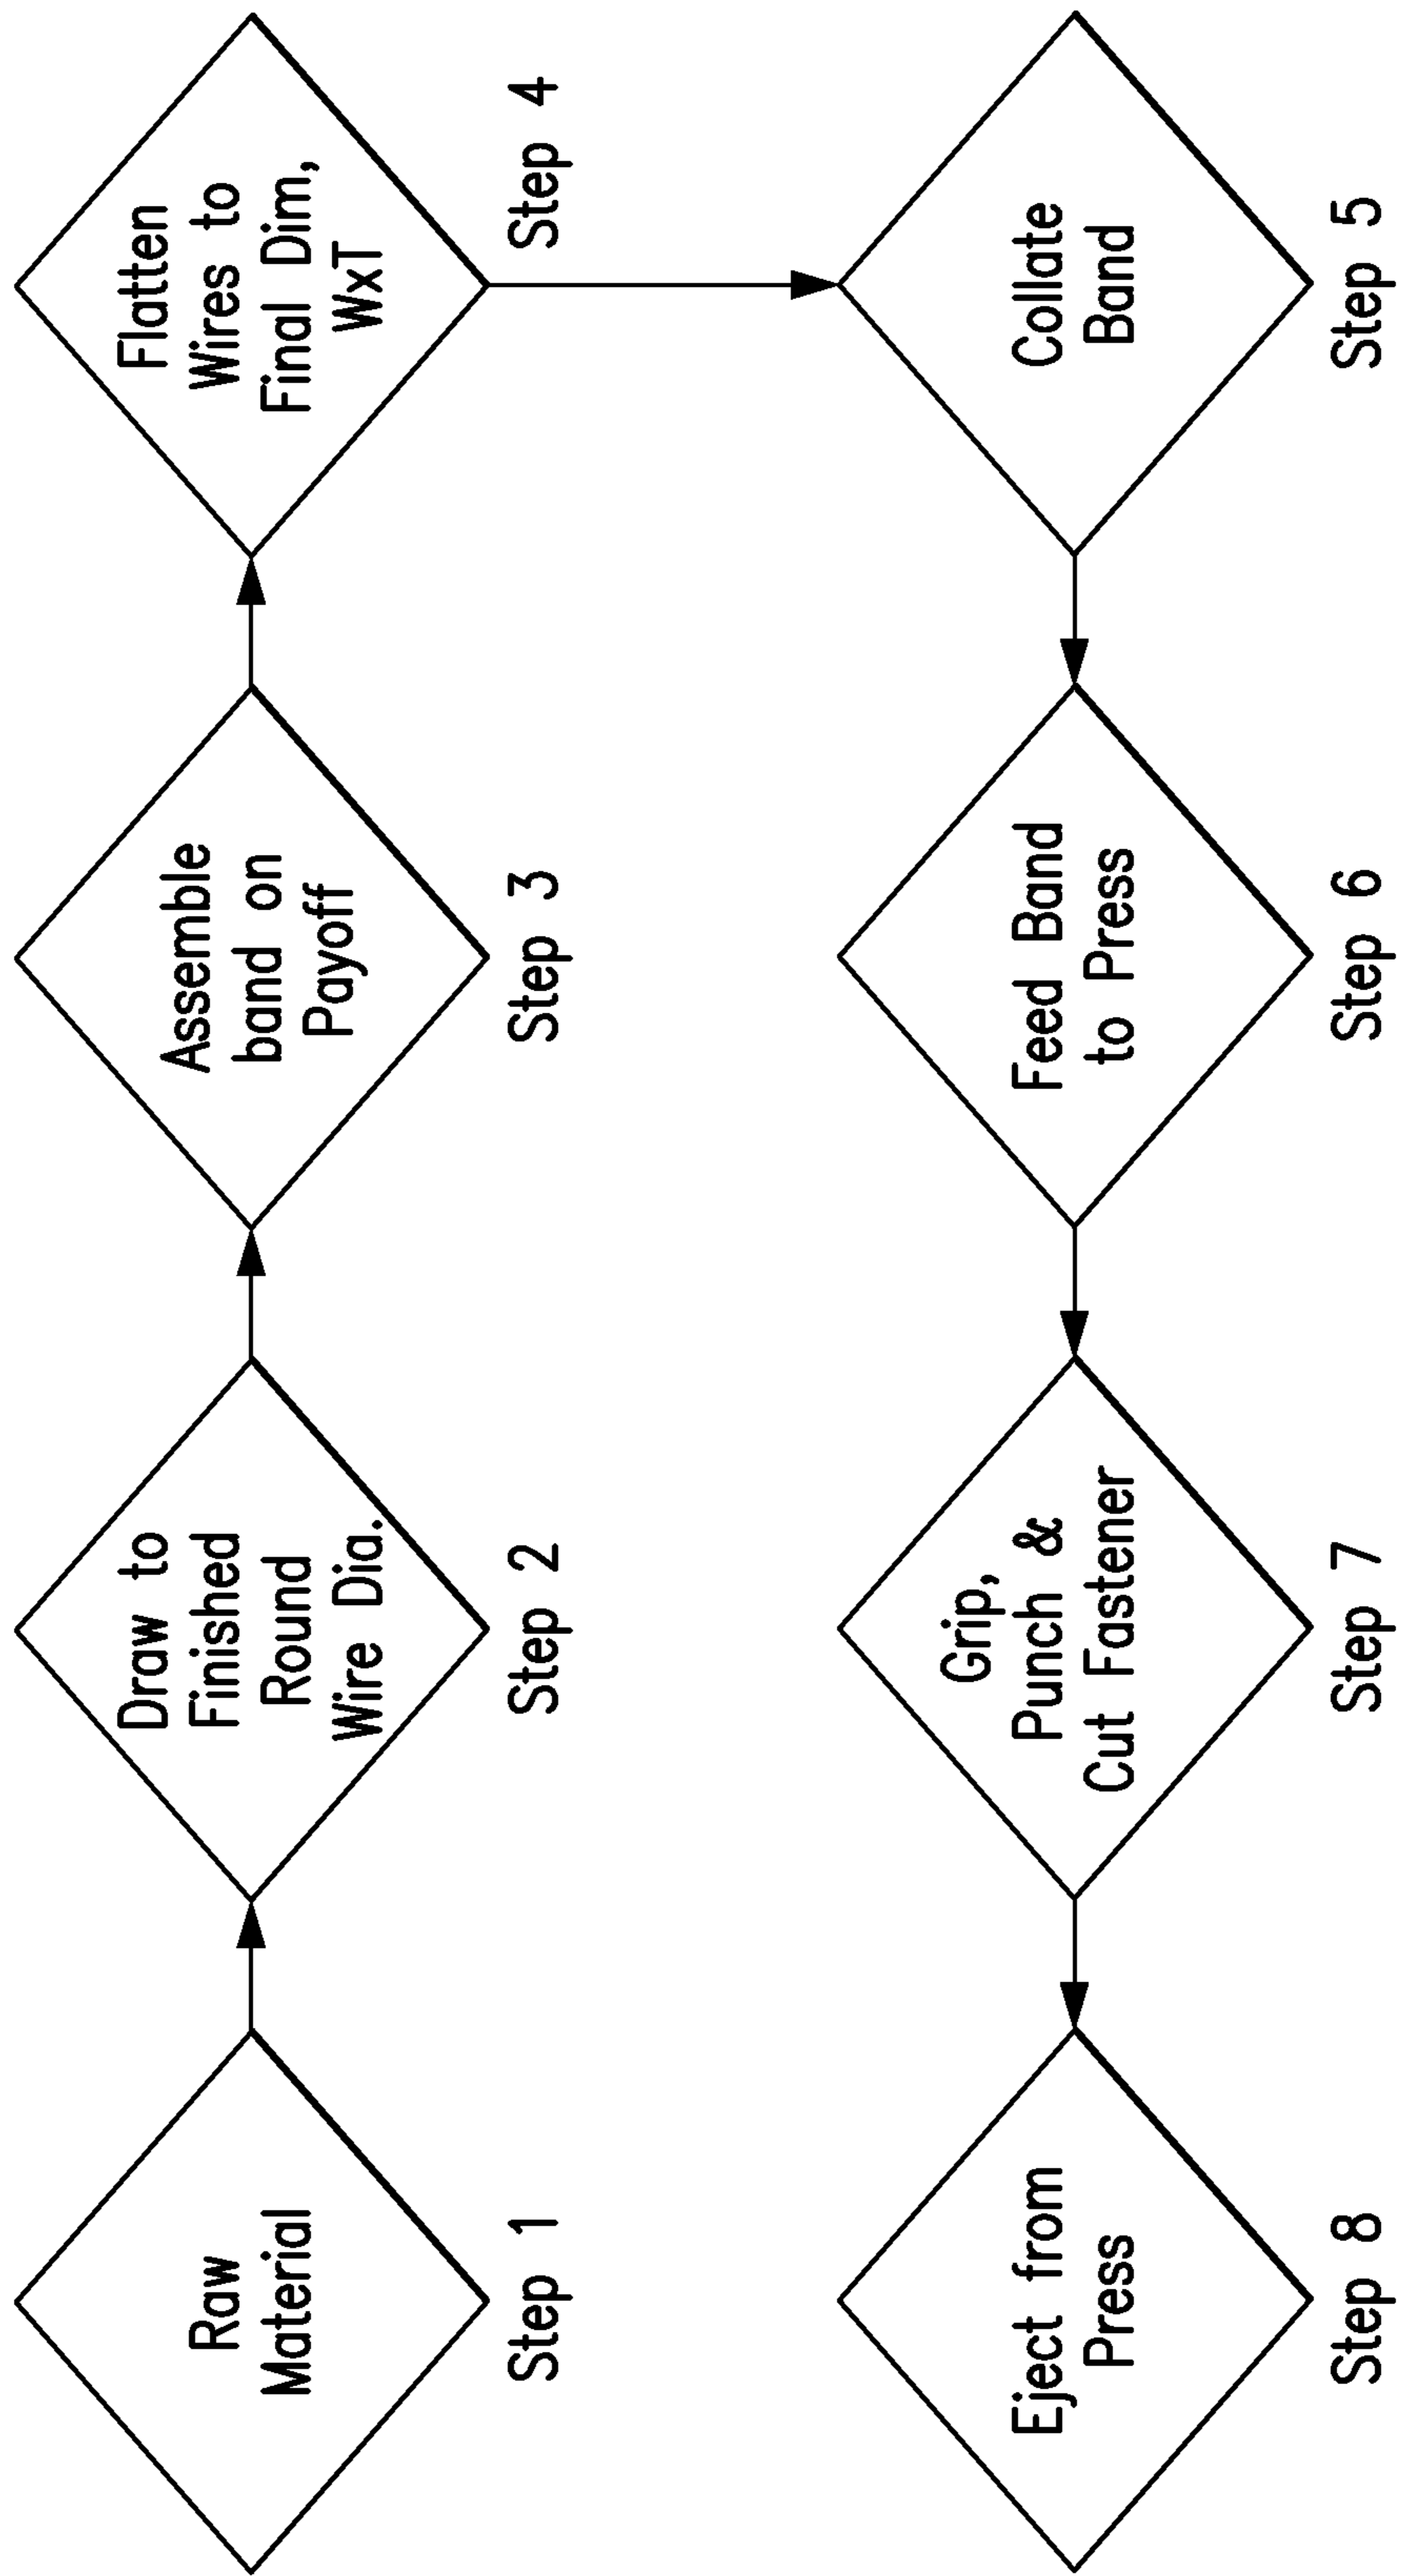 Raw
Material
Step 1
Draw to
Finished
Round
Wire Dia.
Step 2
Assemble
band on
Payoff
Step 3
Flatten
Wires to
Final Dim,
WxT
Step 4
Collate
Band
Step 5
Feed Band
to Press
Step 6
Grip,
Punch &
Cut Fastener
Step 7
Eject from
Press
Step 8